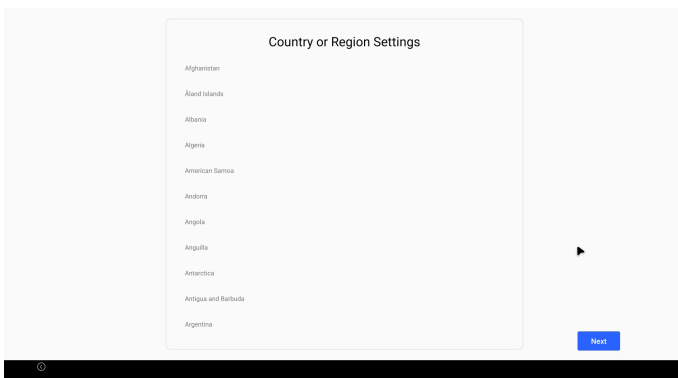 Country or Region Settings
Afghanistan
Åland Islands
Albania
Algeria
American Samoa
Andorra
Angola
Anguilla
Antarctica
Antigua and Barbuda
Argentina
Next